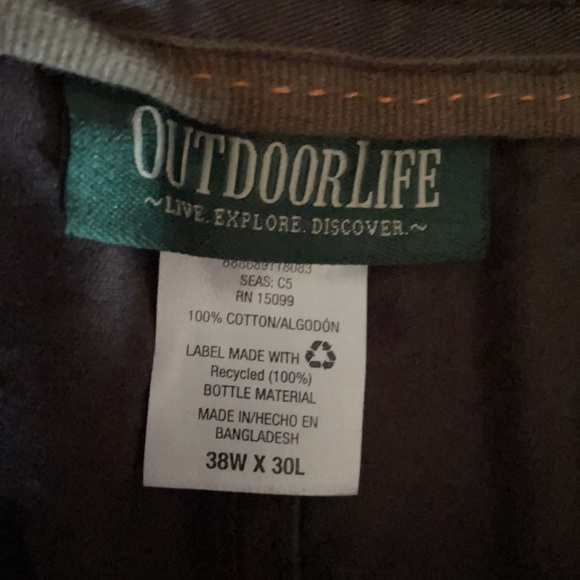 OUTDOORLIFE
~LIVE. EXPLORE. DISCOVER.~
SEAS: C5
RN 15099
100% COTTON/ALGODÓN
LABEL MADE WITH
Recycled (100%)
BOTTLE MATERIAL
MADE IN/HECHO EN
BANGLADESH
38W X 30L